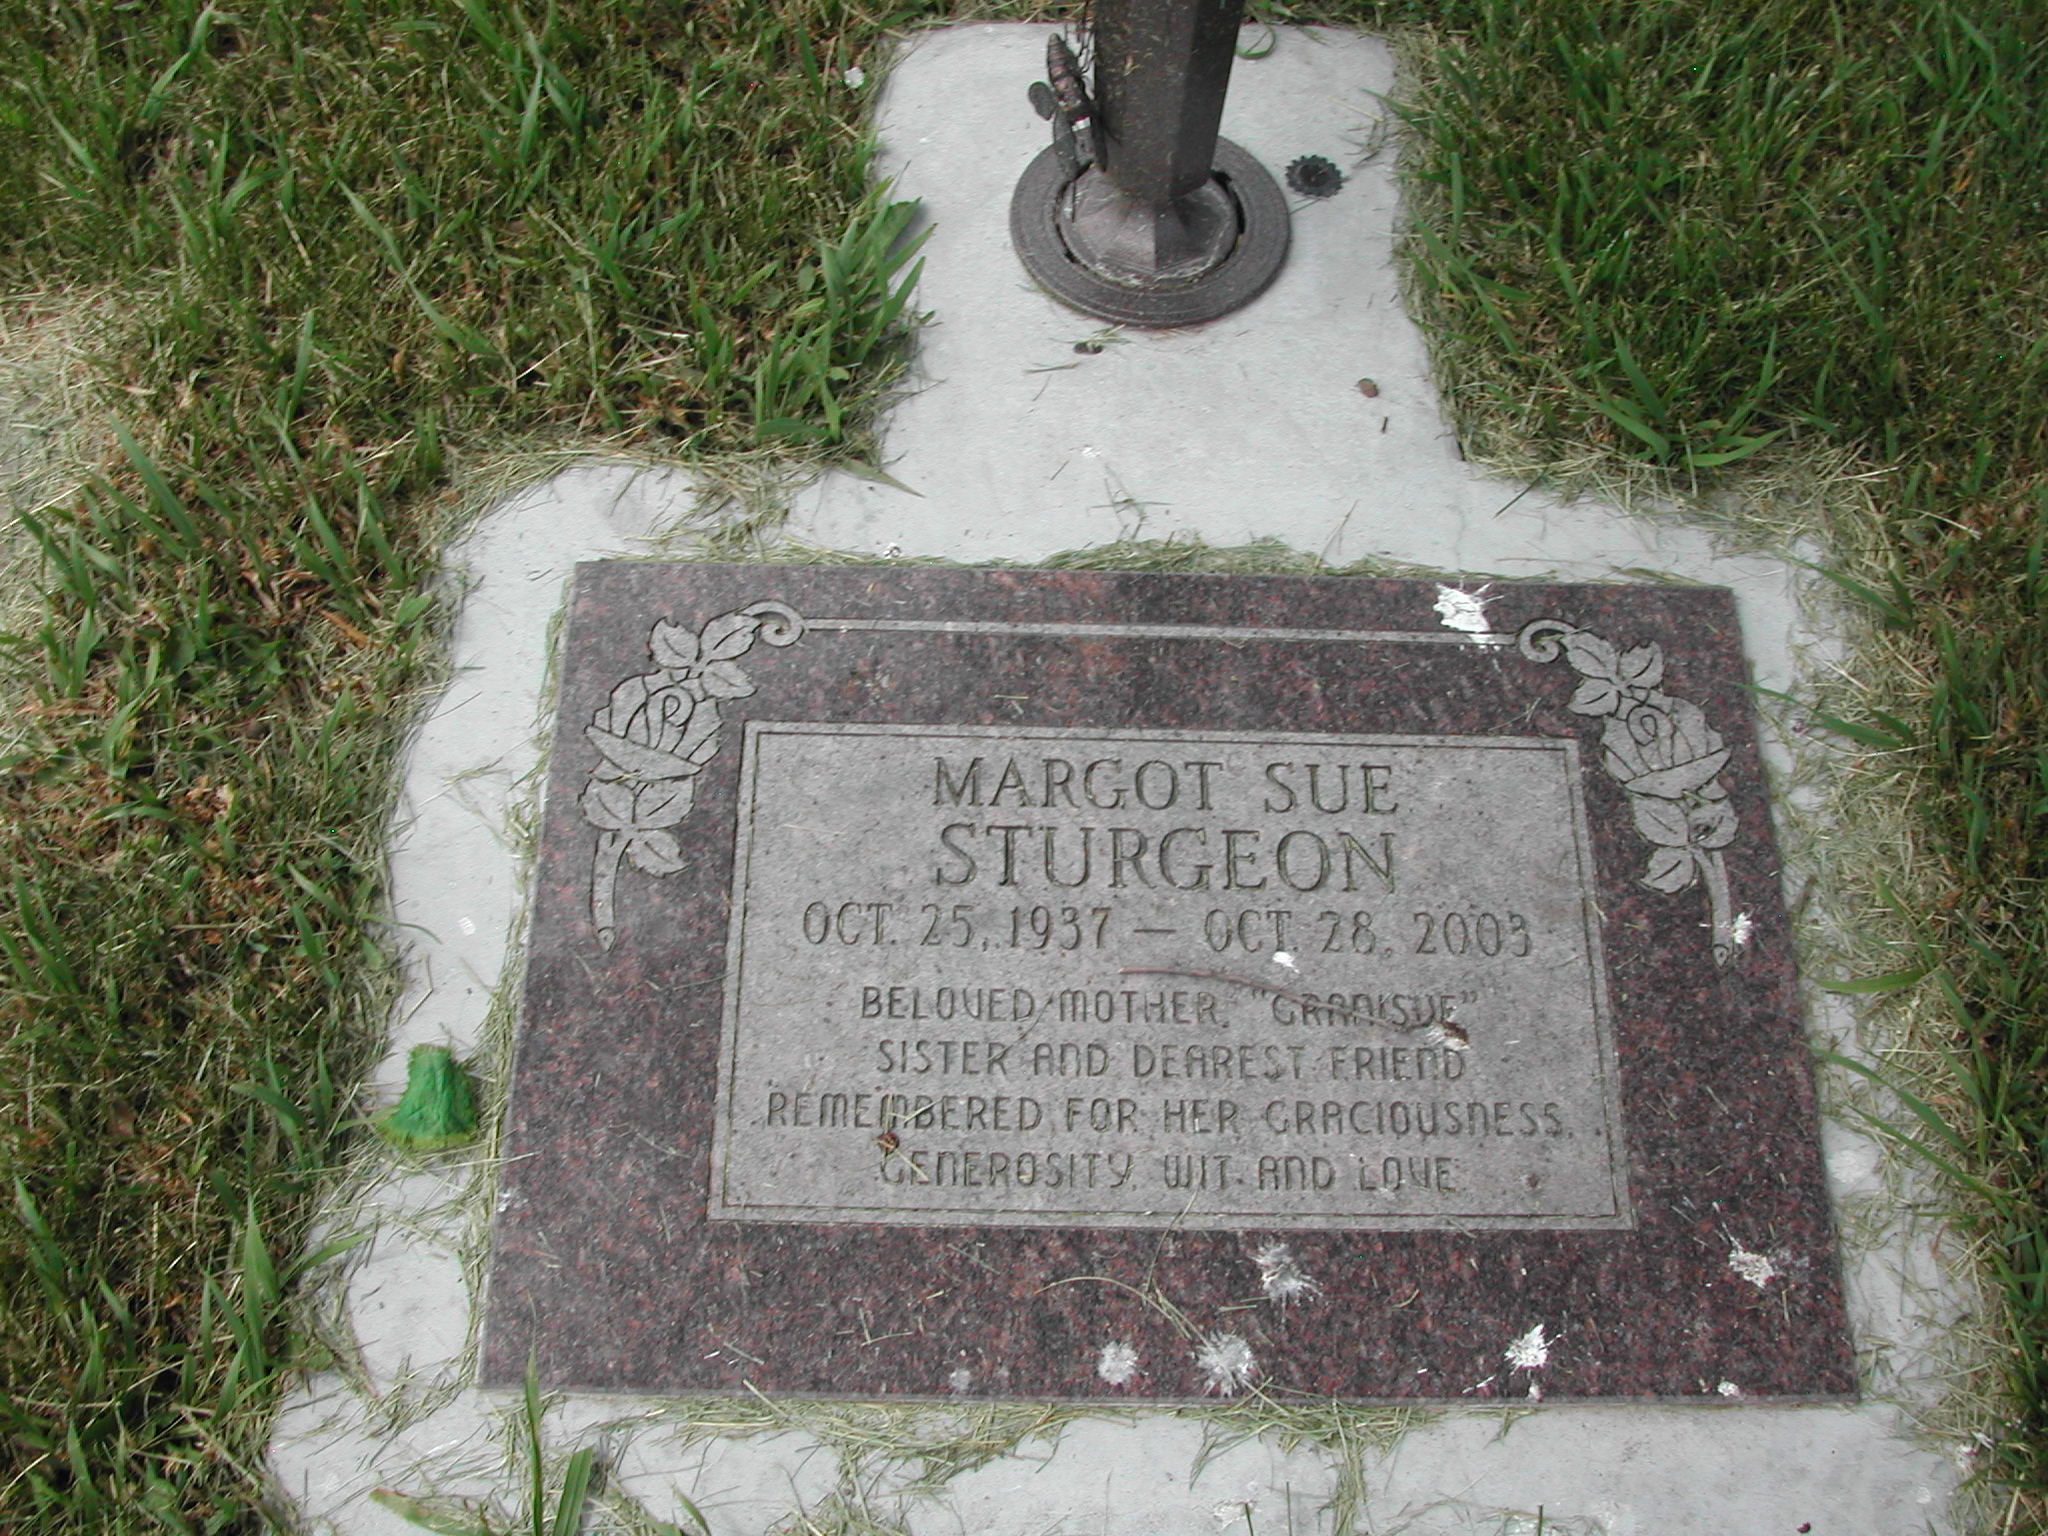 MARGOT SUE
STURGEON
OCT. 25, 1937 — OCT. 28, 2003
BELOVED MOTHER, "GRANISUE"
SISTER AND DEAREST FRIEND
REMEMBERED FOR HER GRACIOUSNESS,
GENEROSITY, WIT AND LOVE